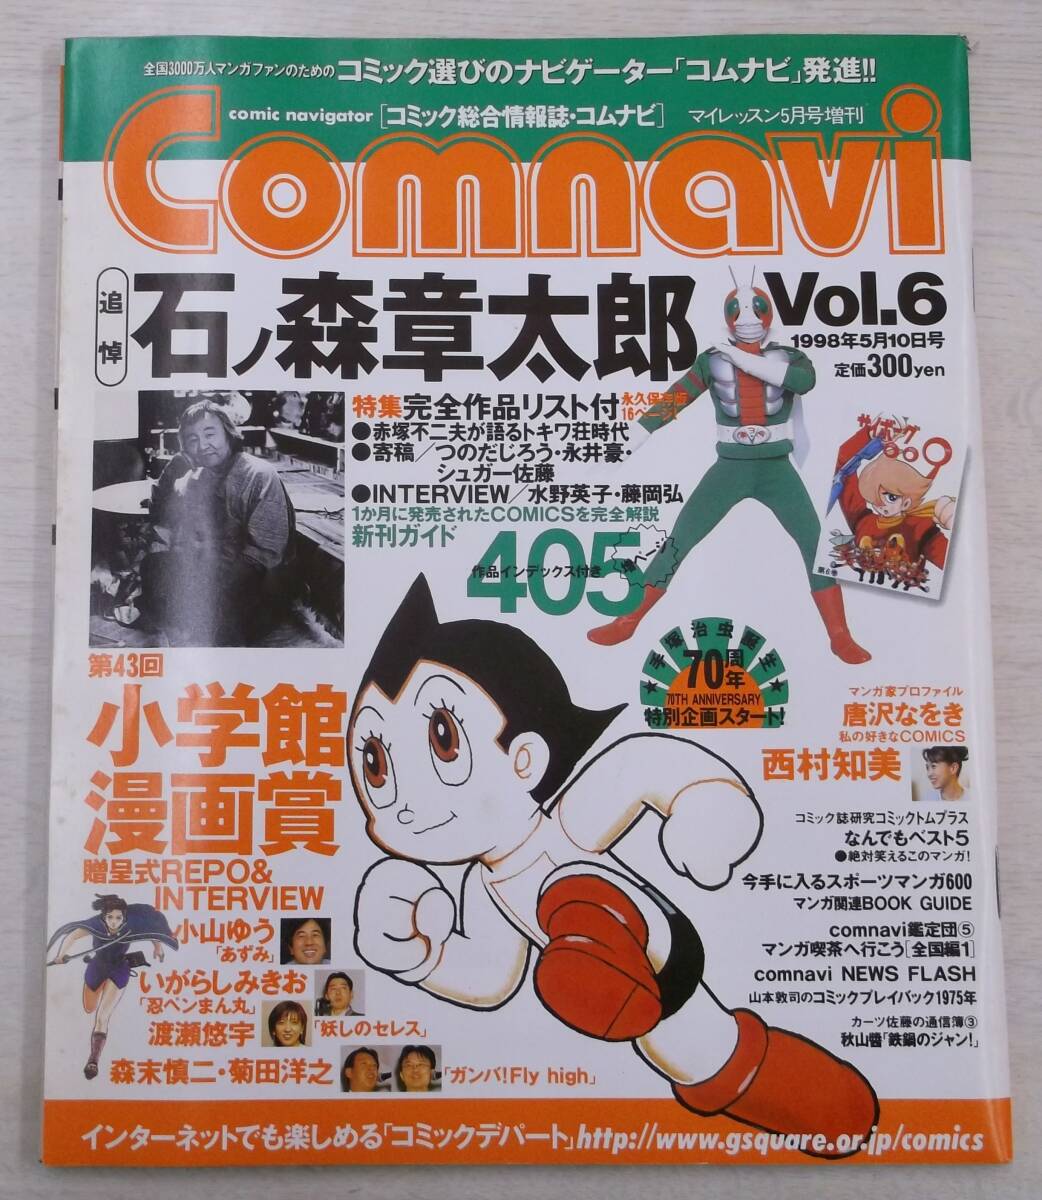 全国3000万人マンガファンのためのコミック選びのナビゲーター「コムナビ」発進!!
comic navigator [コミック総合情報誌・コムナビ] マイレッスン5月号増刊
Comnavi
追悼
石ノ森章太郎
Vol.6
1998年5月10日号
定価300yen
特集完全作品リスト付
永久保存版
16ページ!
●赤塚不二夫が語るトキワ荘時代
●寄稿/つのだじろう・永井豪・
シュガー佐藤
●INTERVIEW/水野英子・藤岡弘
1か月に発売されたCOMICSを完全解説
新刊ガイド
405
作品インデックス付き
増ページ
サイボーグ
009
第6巻
手塚治虫誕生
70周年
70TH ANNIVERSARY
特別企画スタート!
第43回
小学館
漫画賞
贈呈式REPO&
INTERVIEW
小山ゆう
「あずみ」
いがらしみきお
「忍ペンまん丸」
渡瀬悠宇
「妖しのセレス」
森末慎二・菊田洋之
「ガンバ!Fly high」
マンガ家プロファイル
唐沢なをき
私の好きなCOMICS
西村知美
コミック誌研究コミックトムプラス
なんでもベスト5
●絶対笑えるこのマンガ!
今手に入るスポーツマンガ600
マンガ関連BOOK GUIDE
comnavi鑑定団⑤
マンガ喫茶へ行こう[全国編1]
comnavi NEWS FLASH
山本敦司のコミックプレイバック1975年
カーツ佐藤の通信簿③
秋山醬「鉄鍋のジャン!」
インターネットでも楽しめる「コミックデパート」http://www.gsquare.or.jp/comics